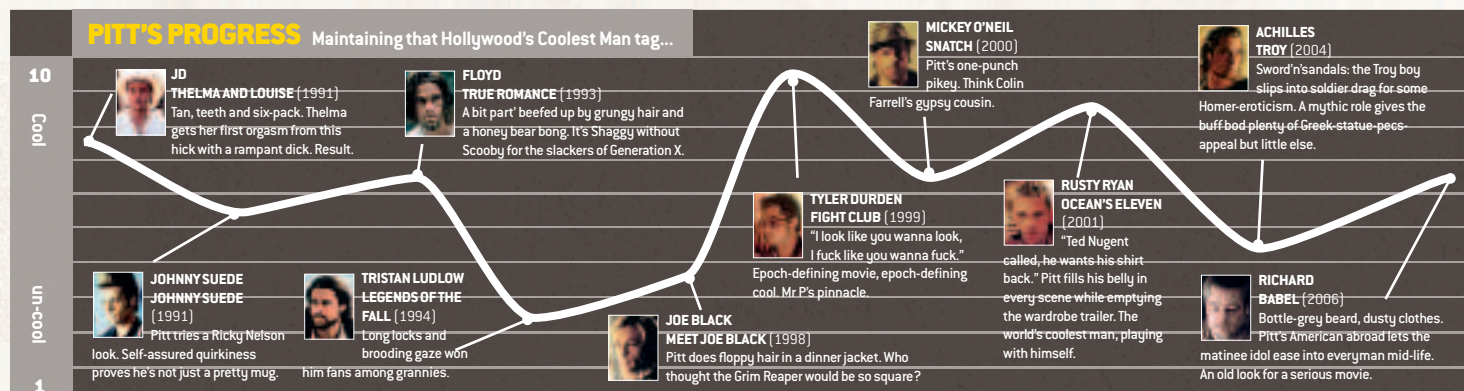 PITT'S PROGRESS Maintaining that Hollywood's Coolest Man tag...
10
Cool
un-cool
1
JD
THELMA AND LOUISE (1991)
Tan, teeth and six-pack. Thelma
gets her first orgasm from this
hick with a rampant dick. Result.
JOHNNY SUEDE
JOHNNY SUEDE
(1991)
Pitt tries a Ricky Nelson
look. Self-assured quirkiness
proves he's not just a pretty mug.
FLOYD
TRUE ROMANCE (1993)
A bit part' beefed up by grungy hair and
a honey bear bong. It's Shaggy without
Scooby for the slackers of Generation X.
TRISTAN LUDLOW
LEGENDS OF THE
FALL (1994)
Long locks and
brooding gaze won
him fans among grannies.
JOE BLACK
MEET JOE BLACK (1998)
Pitt does floppy hair in a dinner jacket. Who
thought the Grim Reaper would be so square?
TYLER DURDEN
FIGHT CLUB (1999)
"I look like you wanna look,
I fuck like you wanna fuck."
Epoch-defining movie, epoch-defining
cool. Mr P's pinnacle.
MICKEY O'NEIL
SNATCH (2000)
Pitt's one-punch
pikey. Think Colin
Farrell's gypsy cousin.
RUSTY RYAN
OCEAN'S ELEVEN
(2001)
"Ted Nugent
called, he wants his shirt
back." Pitt fills his belly in
every scene while emptying
the wardrobe trailer. The
world's coolest man, playing
with himself.
ACHILLES
TROY (2004)
Sword'n'sandals: the Troy boy
slips into soldier drag for some
Homer-eroticism. A mythic role gives the
buff bod plenty of Greek-statue-pecs-
appeal but little else.
RICHARD
BABEL (2006)
Bottle-grey beard, dusty clothes.
Pitt's American abroad lets the
matinee idol ease into everyman mid-life.
An old look for a serious movie.